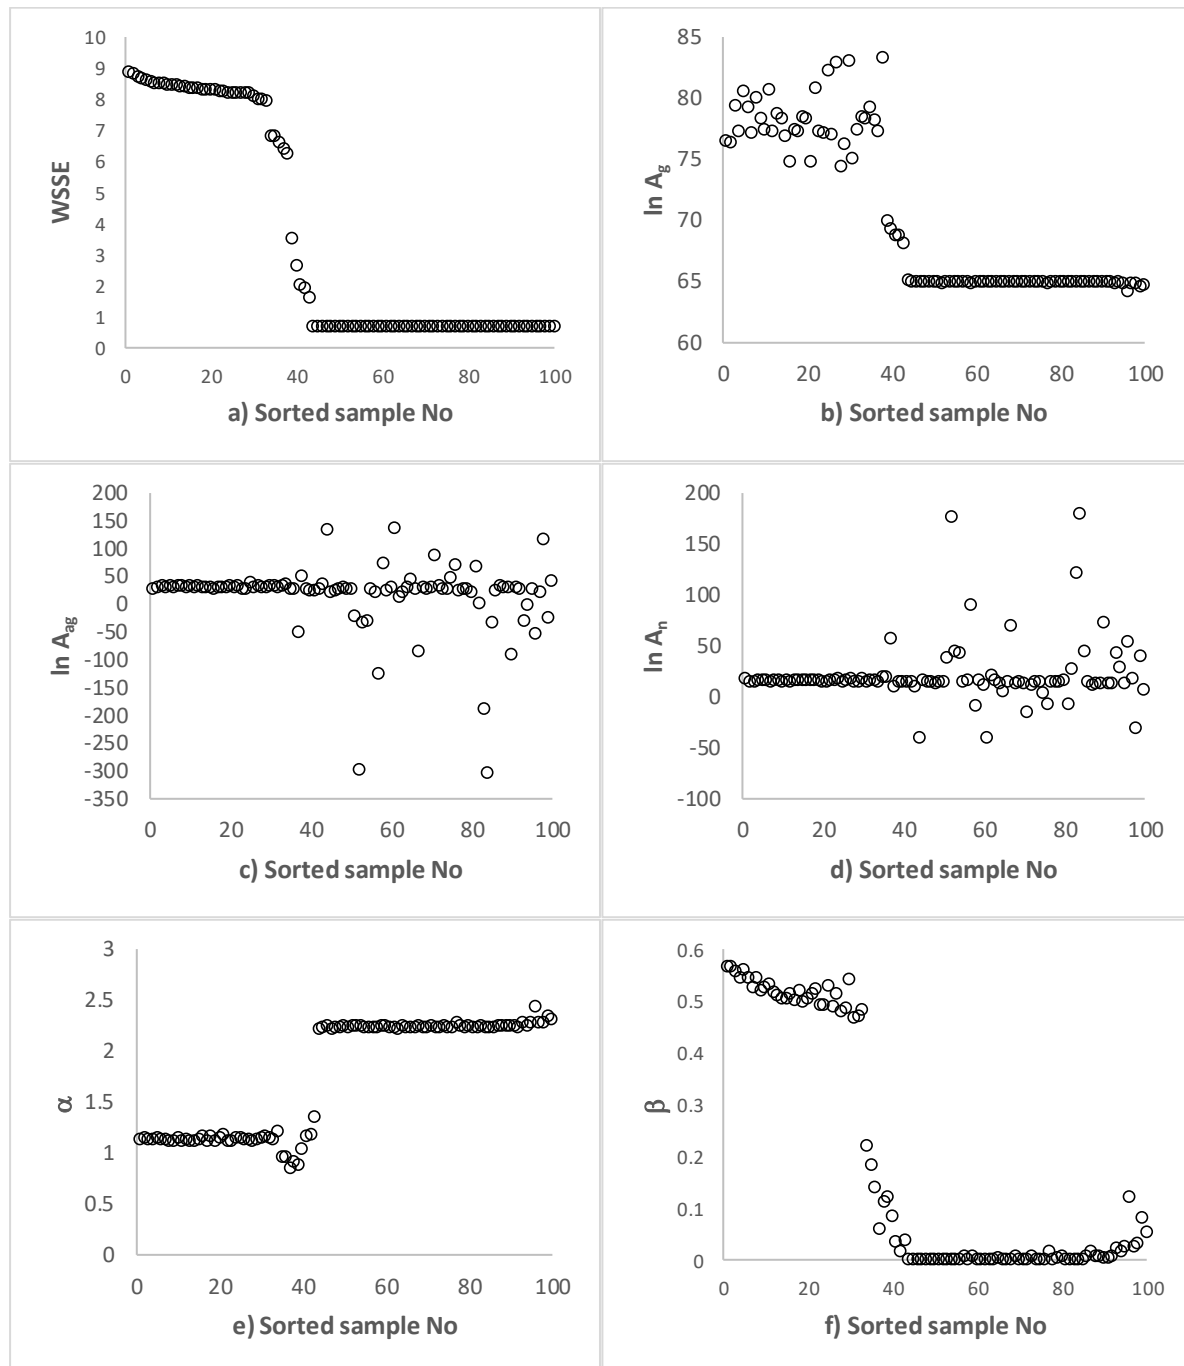 10
9
8
7
6
5
4
3
2
1
0
WSSE
0 20 40 60 80 100
a) Sorted sample No
85
80
75
70
65
60
ln Ag
0 20 40 60 80 100
b) Sorted sample No
200
150
100
50
0
-50
-100
-150
-200
-250
-300
-350
ln Aag
0 20 40 60 80 100
c) Sorted sample No
200
150
100
50
0
-50
-100
ln An
0 20 40 60 80 100
d) Sorted sample No
3
2.5
2
1.5
1
0.5
0
α
0 20 40 60 80 100
e) Sorted sample No
0.6
0.5
0.4
0.3
0.2
0.1
0
β
0 20 40 60 80 100
f) Sorted sample No